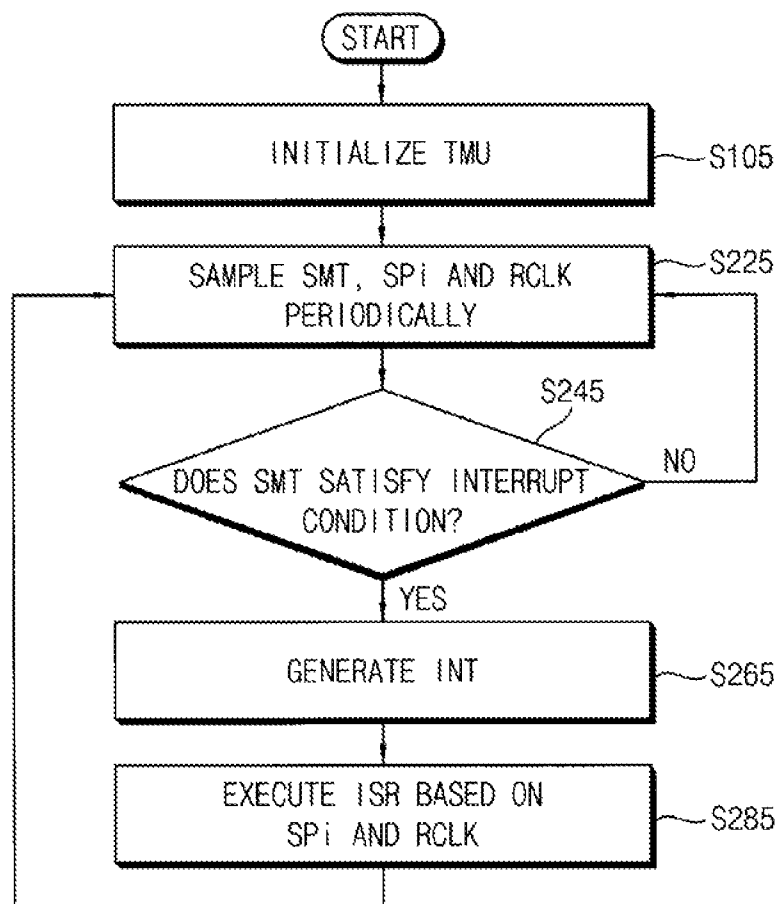 START
INITIALIZE TMU
S105
SAMPLE SMT, SPi AND RCLK
PERIODICALLY
S225
S245
DOES SMT SATISFY INTERRUPT
CONDITION?
NO
YES
GENERATE INT
S265
EXECUTE ISR BASED ON
SPi AND RCLK
S285